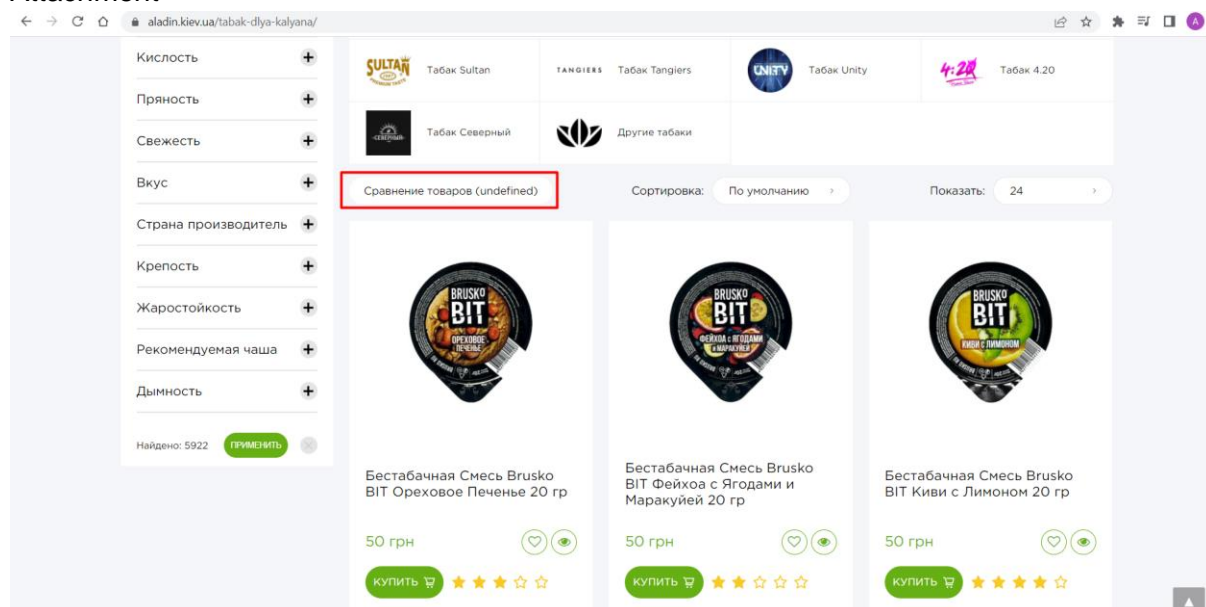 Attachment
aladin.kiev.ua/tabak-dlya-kalyana/
A
Кислость
Пряность
Свежесть
Вкус
Страна производитель
Крепость
Жаростойкость
Рекомендуемая чаша
Дымность
Найдено: 5922 ПРИМЕНИТЬ
SULTAN Табак Sultan TANGIERS Табак Tangiers UNITY Табак Unity 4:20 Табак 4.20
СЕВЕРНЫЙ Табак Северный Другие табаки
Сравнение товаров (undefined) Сортировка: По умолчанию Показать: 24
BRUSKO BIT ОРЕХОВОЕ ПЕЧЕНЬЕ
BRUSKO BIT ФЕЙХОА С ЯГОДАМИ И МАРАКУЙЕЙ
BRUSKO BIT КИВИ С ЛИМОНОМ
Бестабачная Смесь Brusko
BIT Ореховое Печенье 20 гр
50 грн
КУПИТЬ
Бестабачная Смесь Brusko
BIT Фейхоа с Ягодами и
Маракуйей 20 гр
50 грн
КУПИТЬ
Бестабачная Смесь Brusko
BIT Киви с Лимоном 20 гр
50 грн
КУПИТЬ